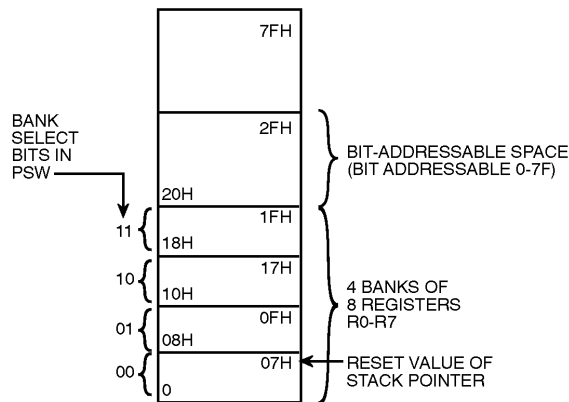 7FH
BANK
SELECT
BITS IN
PSW
2FH
20H
BIT-ADDRESSABLE SPACE
(BIT ADDRESSABLE 0-7F)
11
1FH
18H
10
17H
10H
4 BANKS OF
8 REGISTERS
R0-R7
01
0FH
08H
00
07H
0
RESET VALUE OF
STACK POINTER